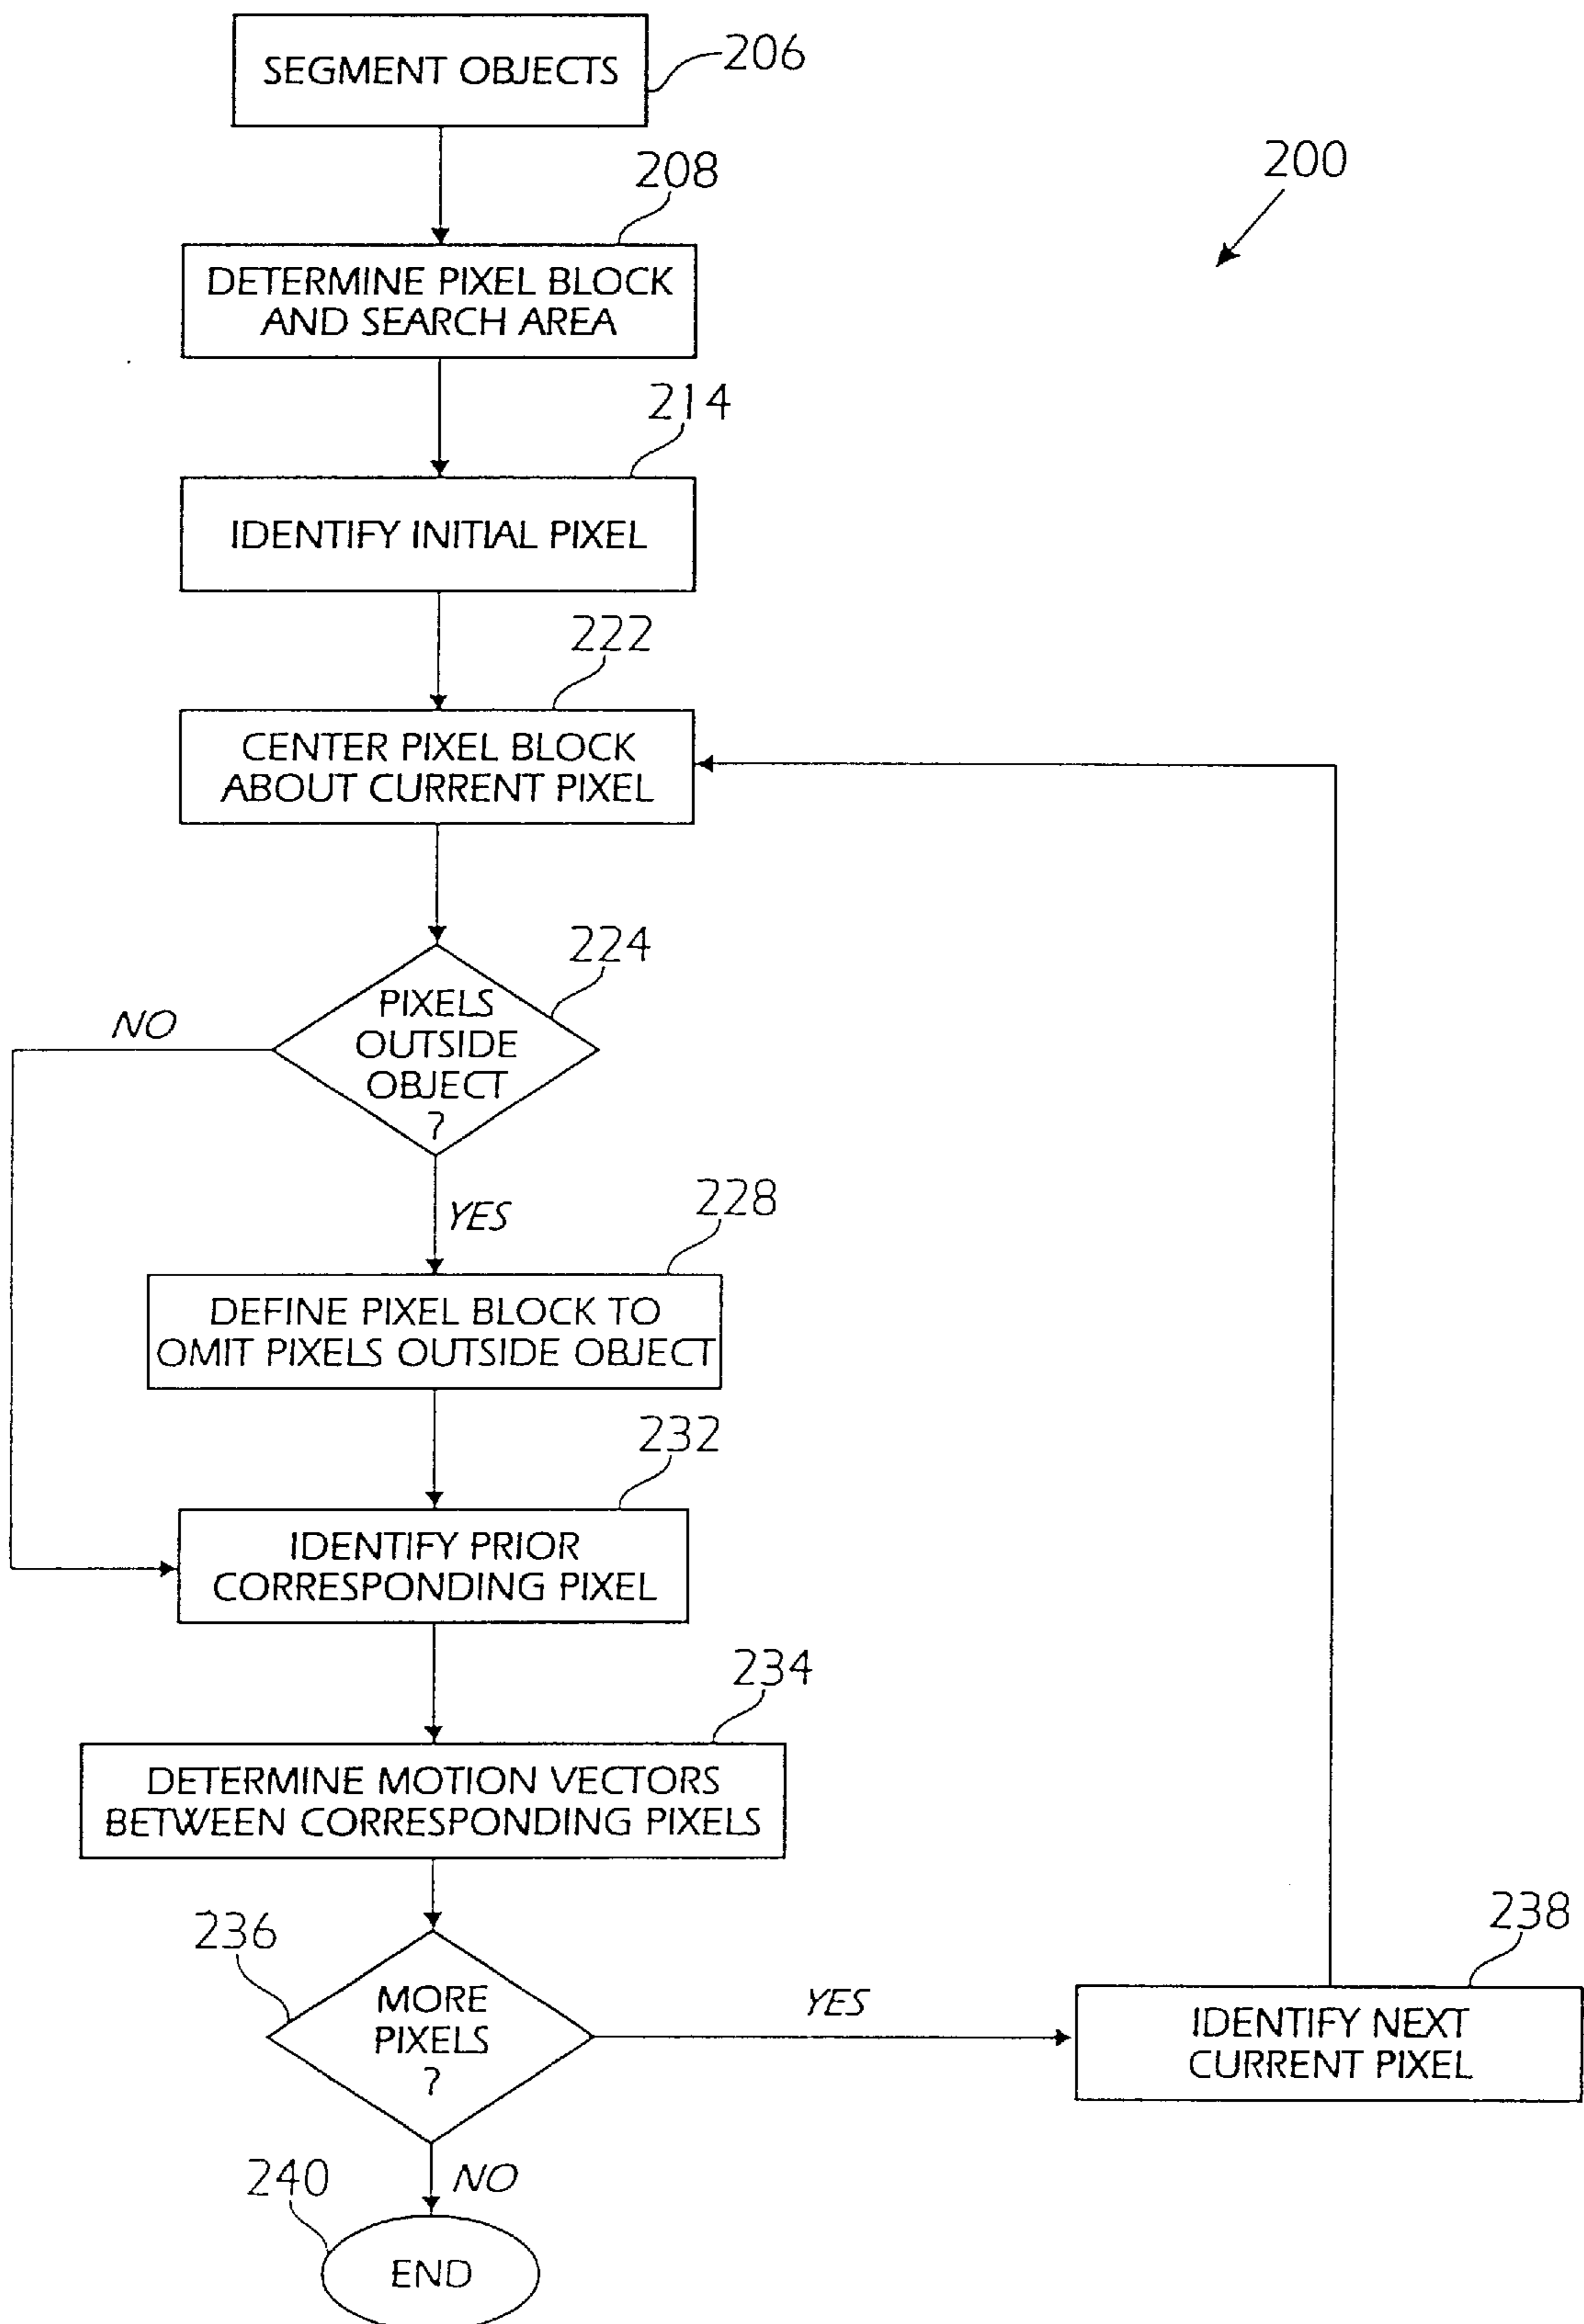 SEGMENT OBJECTS
206
200
208
DETERMINE PIXEL BLOCK
AND SEARCH AREA
214
IDENTIFY INITIAL PIXEL
222
CENTER PIXEL BLOCK
ABOUT CURRENT PIXEL
224
NO
PIXELS
OUTSIDE
OBJECT
?
YES
228
DEFINE PIXEL BLOCK TO
OMIT PIXELS OUTSIDE OBJECT
232
IDENTIFY PRIOR
CORRESPONDING PIXEL
234
DETERMINE MOTION VECTORS
BETWEEN CORRESPONDING PIXELS
236
MORE
PIXELS
?
YES
238
IDENTIFY NEXT
CURRENT PIXEL
NO
240
END